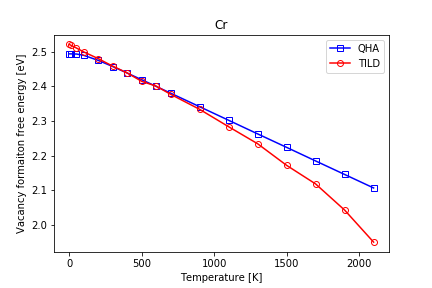 Cr
Vacancy formaiton free energy [eV]
2.5
2.4
2.3
2.2
2.1
2.0
QHA
TILD
0
500
1000
1500
2000
Temperature [K]